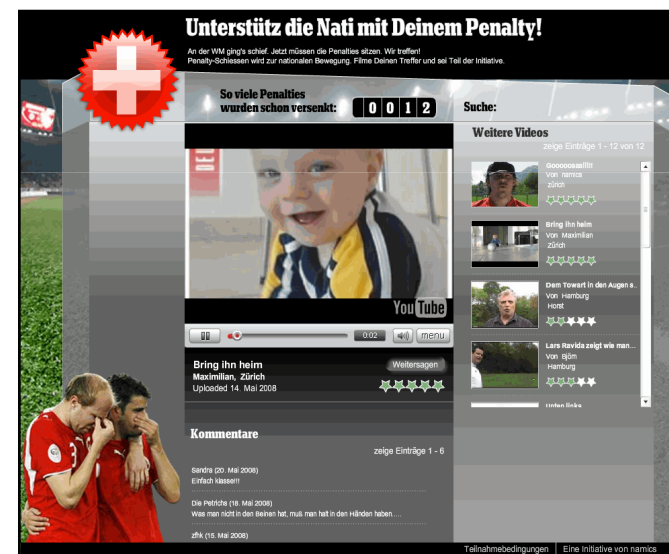 Unterstütz die Nati mit Deinem Penalty!
An der WM ging's schief. Jetzt müssen die Penalties sitzen. Wir treffen!
Penalty-Schiessen wird zur nationalen Bewegung. Filme Deinen Treffer und sei Teil der Initiative.
So viele Penalties
wurden schon versenkt:
0 0 1 2
Suche:
YouTube
0:02
menu
Bring ihn heim
Maximilian, Zürich
Uploaded 14. Mai 2008
Weitersagen
Kommentare
zeige Einträge 1 - 6
Sandra (20. Mai 2008)
Einfach klasse!!!
Die Petrichs (18. Mai 2008)
Was man nicht in den Beinen hat, muß man halt in den Händen haben....
zfhk (15. Mai 2008)
Weitere Videos
zeige Einträge 1 - 12 von 12
Von namics
zürich
Bring ihn heim
Von Maximilian
Zürich
Dem Towart in den Augen s..
Von Hamburg
Horst
Lars Ravida zeigt wie man...
Von Björn
Hamburg
Unten links
Teilnahmebedingungen | Eine Initiative von namics